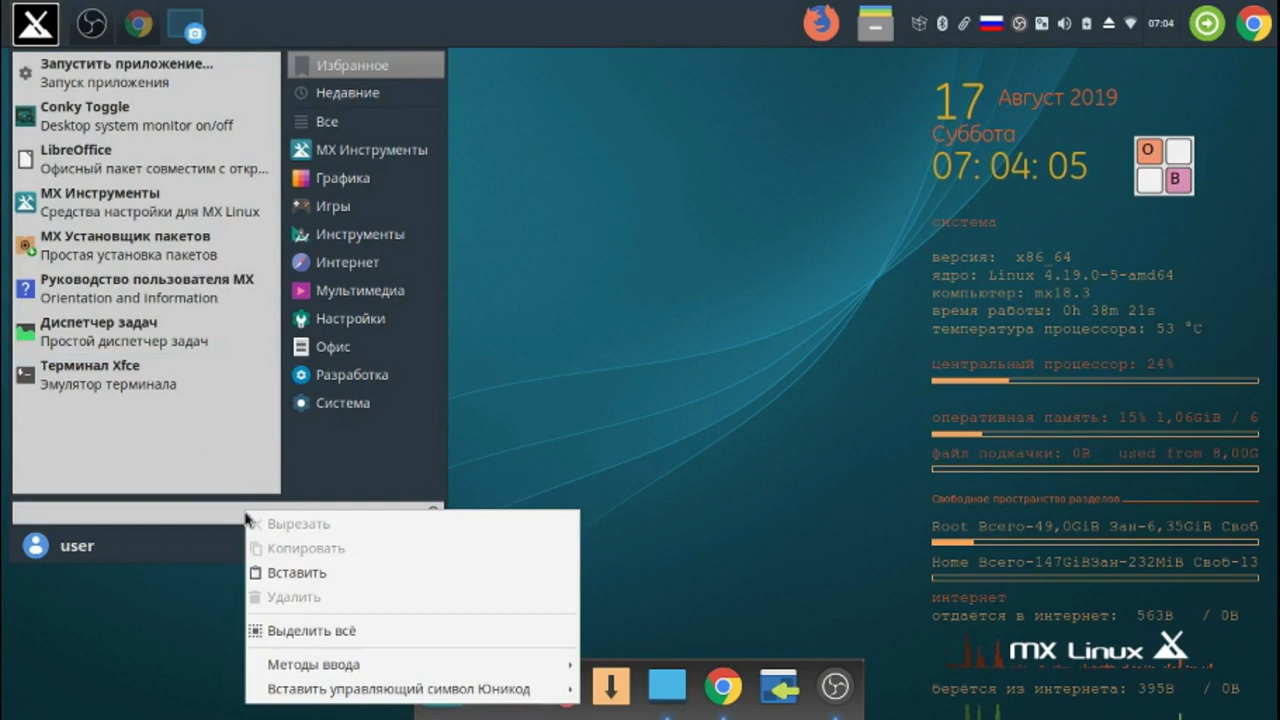 07:04
Запустить приложение...
Запуск приложения
Conky Toggle
Desktop system monitor on/off
LibreOffice
Офисный пакет совместим с откр...
MX Инструменты
Средства настройки для MX Linux
MX Установщик пакетов
Простая установка пакетов
Руководство пользователя MX
Orientation and information
Диспетчер задач
Простой диспетчер задач
Терминал Xfce
Эмулятор терминала
Избранное
Недавние
Все
MX Инструменты
Графика
Игры
Инструменты
Интернет
Мультимедиа
Настройки
Офис
Разработка
Система
user
Вырезать
Копировать
Вставить
Удалить
Выделить всё
Методы ввода
Вставить управляющий символ Юникод
17 Август 2019
Суббота
07: 04: 05
O
B
система
версия: x86_64
ядро: Linux 4.19.0-5-amd64
компьютер: mx18.3
время работы: 0h 38m 21s
температура процессора: 53 °C
центральный процессор: 24%
оперативная память: 15% 1,06GiB / 6
файл подкачки: 0B used from 8,00G
Свободное пространство разделов
Root Всего-49,0GiB Зан-6,35GiB Своб
Home Всего-147GiBЗан-232MiB Своб-13
интернет
отдается в интернет: 563B / 0B
MX Linux
берётся из интернета: 395B / 0B